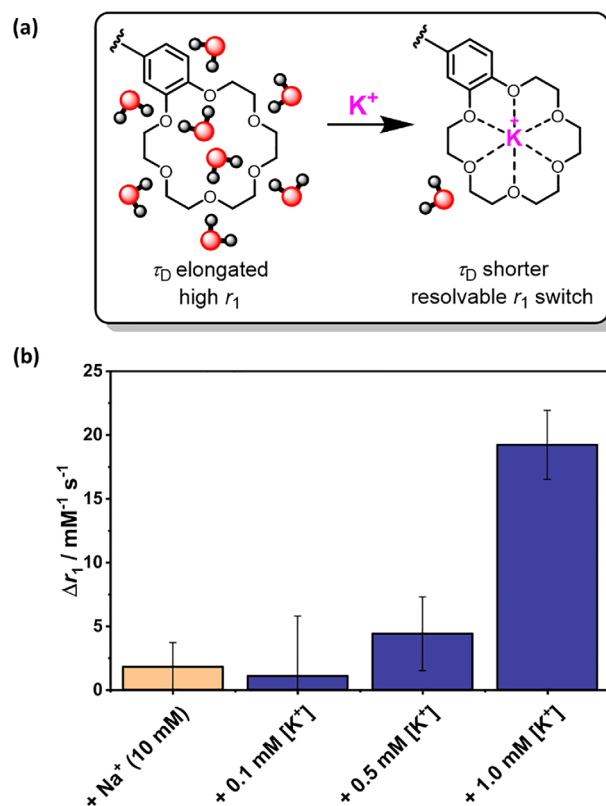 (a)
K+
O
O
O
O
O
O
τD elongated
high r1
O
O
K
+
O
O
O
O
τD shorter
resolvable r1 switch
(b)
Δr1 / mM-1 s-1
25
20
15
10
5
0
+ Na+ (10 mM)
+ 0.1 mM [K+]
+ 0.5 mM [K+]
+ 1.0 mM [K+]